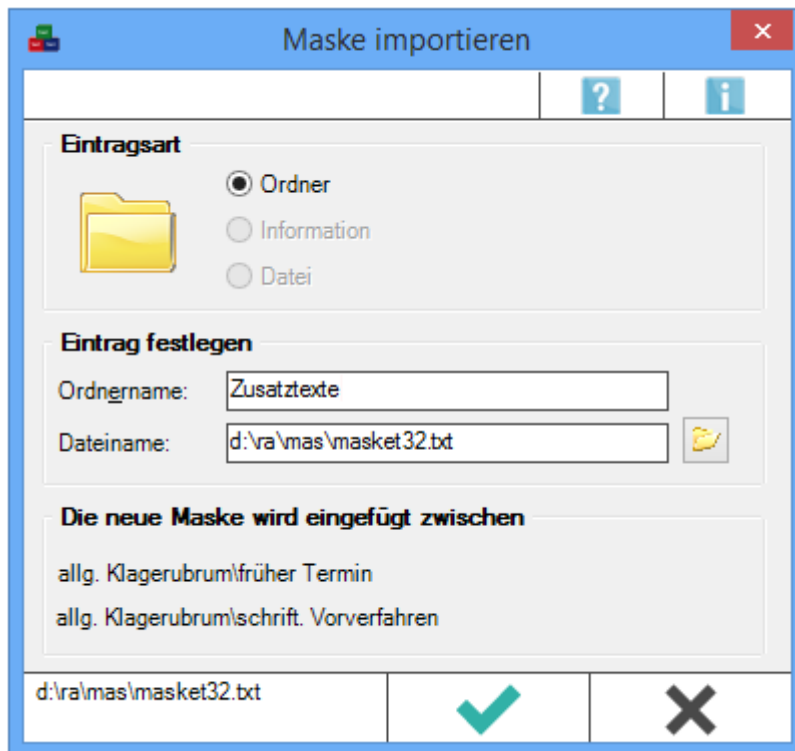 Maske importieren
Eintragsart
Ordner
Information
Datei
Eintrag festlegen
Ordnername: Zusatztexte
Dateiname: d:\ra\mas\masket32.txt
Die neue Maske wird eingefügt zwischen
allg. Klagerubrum\früher Termin
allg. Klagerubrum\schrift. Vorverfahren
d:\ra\mas\masket32.txt